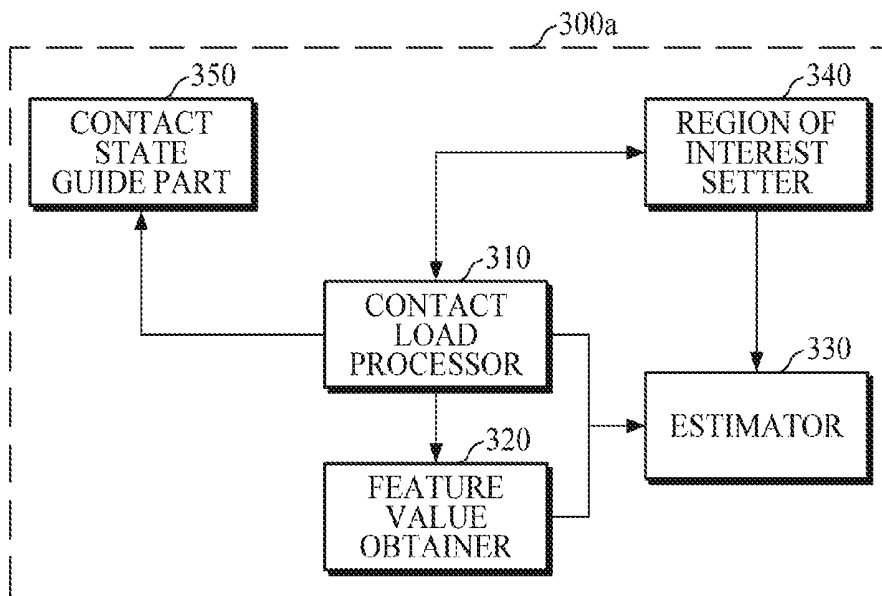 300a
350
CONTACT
STATE
GUIDE PART
340
REGION OF
INTEREST
SETTER
310
CONTACT
LOAD
PROCESSOR
330
ESTIMATOR
320
FEATURE
VALUE
OBTAINER